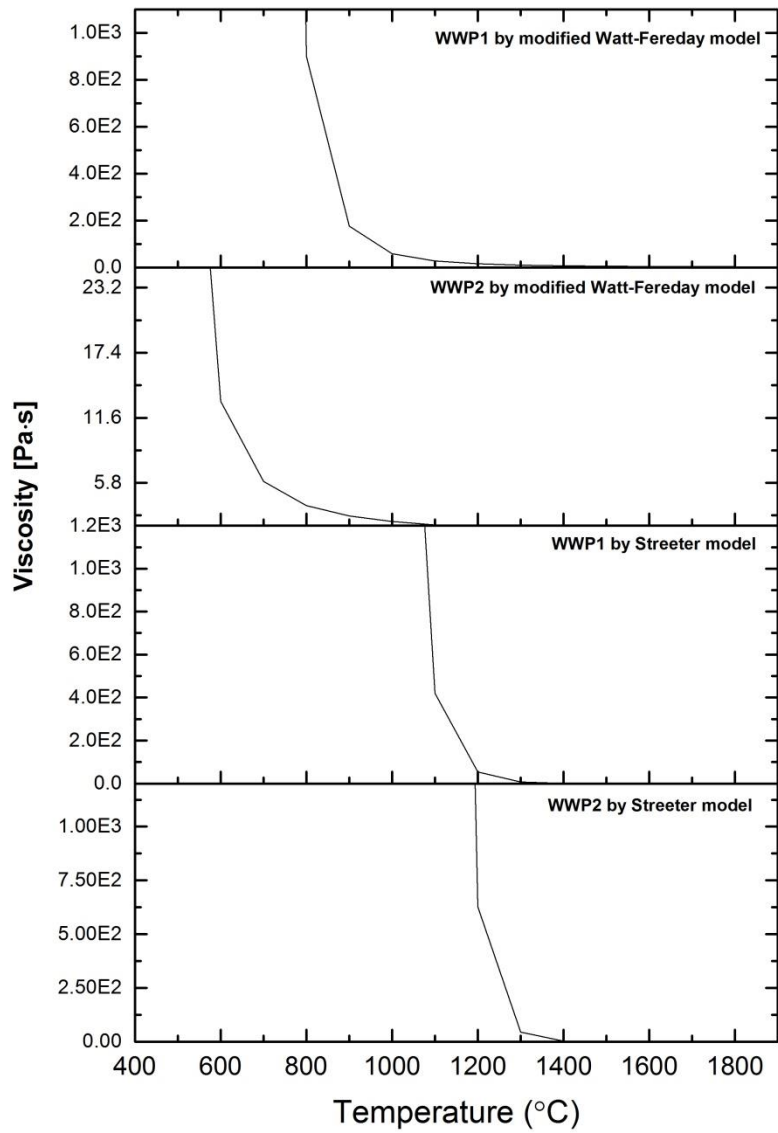 1.0E3
WWP1 by modified Watt-Fereday model
8.0E2
6.0E2
4.0E2
2.0E2
0.0
23.2
WWP2 by modified Watt-Fereday model
17.4
11.6
5.8
1.2E3
WWP1 by Streeter model
1.0E3
8.0E2
6.0E2
4.0E2
2.0E2
0.0
WWP2 by Streeter model
1.00E3
7.50E2
5.00E2
2.50E2
0.00
Viscosity [Pa·s]
400 600 800 1000 1200 1400 1600 1800
Temperature (°C)